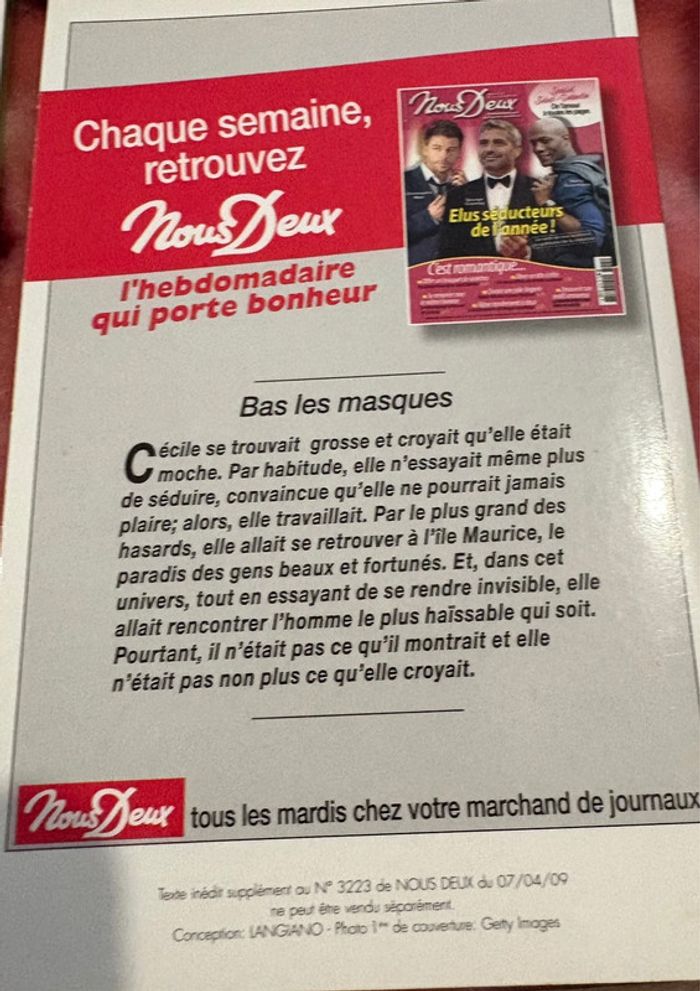 Chaque semaine,
retrouvez
Nous Deux
l'hebdomadaire
qui porte bonheur
Nous Deux
Spécial
Saint-Valentin
Elus séducteurs
de l'année !
C'est romantique...
Bas les masques
Cécile se trouvait grosse et croyait qu'elle était
moche. Par habitude, elle n'essayait même plus
de séduire, convaincue qu'elle ne pourrait jamais
plaire; alors, elle travaillait. Par le plus grand des
hasards, elle allait se retrouver à l'île Maurice, le
paradis des gens beaux et fortunés. Et, dans cet
univers, tout en essayant de se rendre invisible, elle
allait rencontrer l'homme le plus haïssable qui soit.
Pourtant, il n'était pas ce qu'il montrait et elle
n'était pas non plus ce qu'elle croyait.
Nous Deux tous les mardis chez votre marchand de journaux
Texte inédit supplément au N° 3223 de NOUS DEUX du 07/04/09
ne peut être vendu séparément.
Conception: LANGIANO - Photo 1ère de couverture: Getty Images